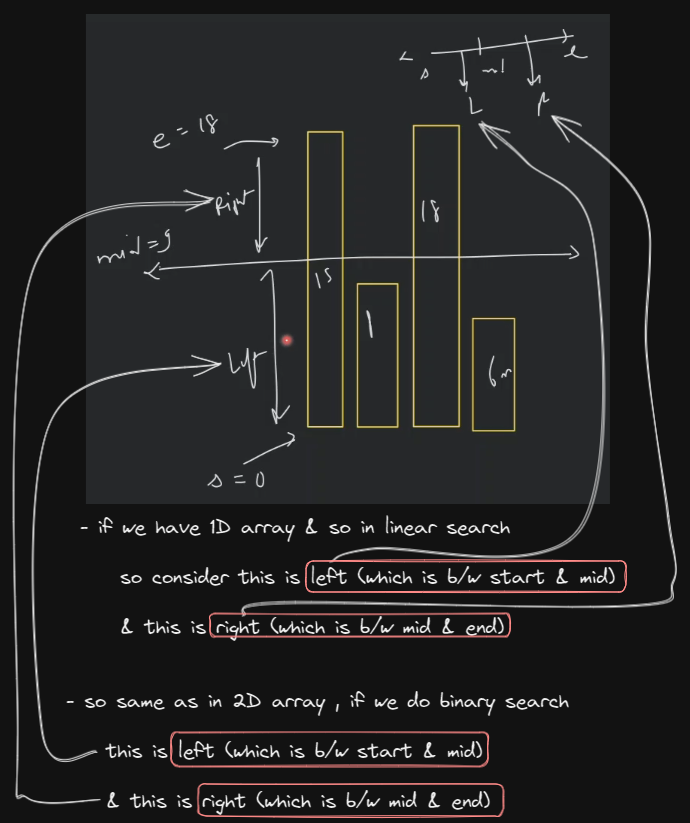 s m l e
L r
e = 18
Right
18
mid = 9
15
1
Left
6m
s = 0
- if we have 1D array & so in linear search
so consider this is left (which is b/w start & mid)
& this is right (which is b/w mid & end)
- so same as in 2D array , if we do binary search
this is left (which is b/w start & mid)
& this is right (which is b/w mid & end)